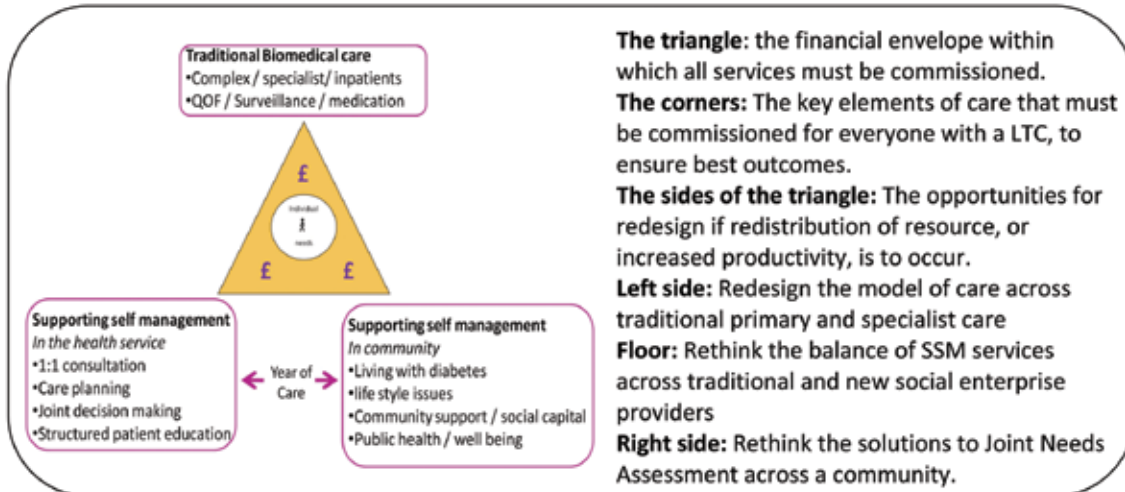 Traditional Biomedical care
•Complex / specialist/ inpatients
•QOF / Surveillance / medication
£
individual
needs
£ £
Supporting self management
In the health service
•1:1 consultation
•Care planning
•Joint decision making
•Structured patient education
Year of
Care
Supporting self management
In community
•Living with diabetes
•life style issues
•Community support / social capital
•Public health / well being
The triangle: the financial envelope within
which all services must be commissioned.
The corners: The key elements of care that must
be commissioned for everyone with a LTC, to
ensure best outcomes.
The sides of the triangle: The opportunities for
redesign if redistribution of resource, or
increased productivity, is to occur.
Left side: Redesign the model of care across
traditional primary and specialist care
Floor: Rethink the balance of SSM services
across traditional and new social enterprise
providers
Right side: Rethink the solutions to Joint Needs
Assessment across a community.